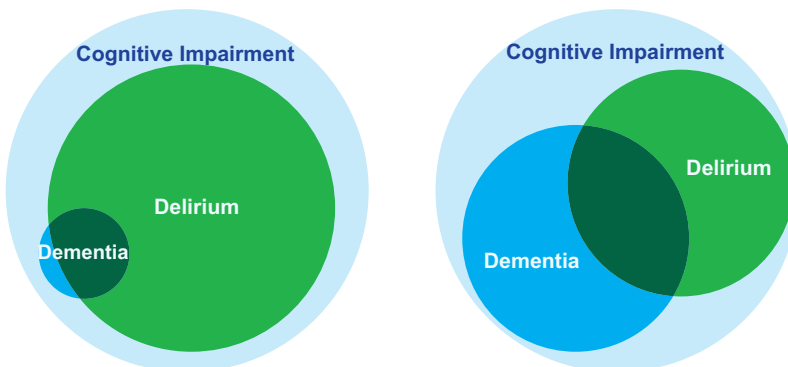 Cognitive Impairment
Delirium
Dementia
Cognitive Impairment
Delirium
Dementia